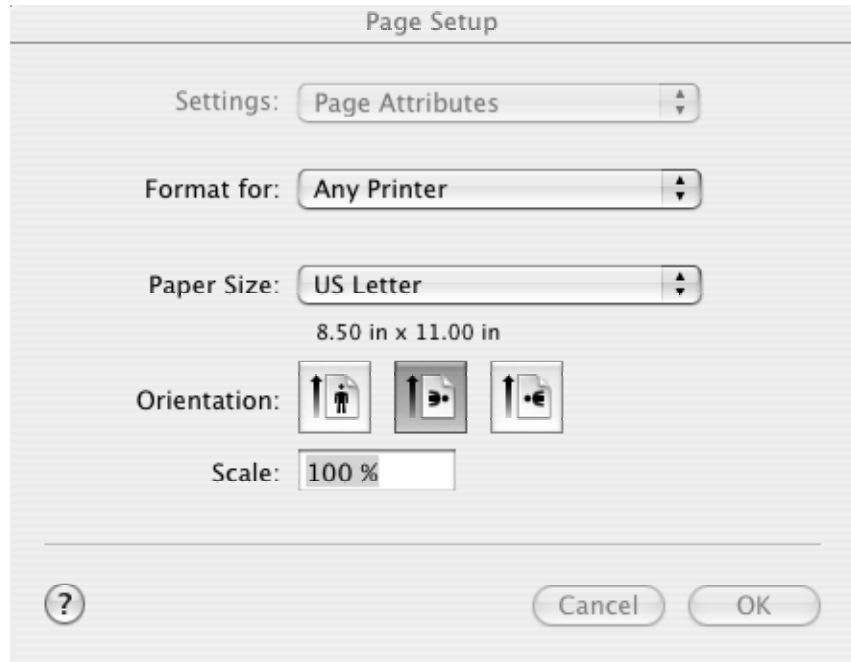 Page Setup
Settings: Page Attributes
Format for: Any Printer
Paper Size: US Letter
8.50 in x 11.00 in
Orientation:
Scale: 100 %
? Cancel OK